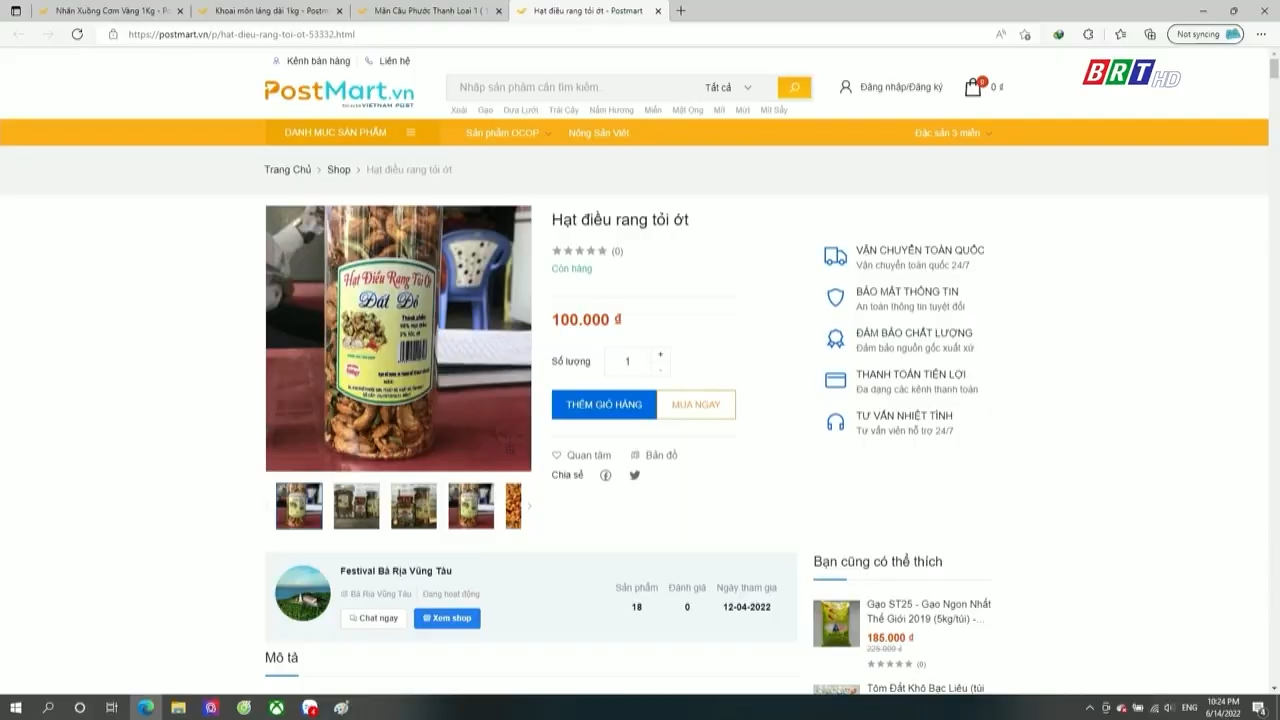 Nhãn Xuồng Cơm Vàng 1Kg - Po
Khoai môn láng dài 1kg - Postm
Mãn Cầu Phước Thạnh Loại 1 ( 1
Hạt điều rang tỏi ớt - Postmart
https://postmart.vn/p/hat-dieu-rang-toi-ot-53332.html
Not syncing
BRT HD
Kênh bán hàng
Liên hệ
PostMart.vn
VIETNAM POST
Nhập sản phẩm cần tìm kiếm..
Tất cả
Đăng nhập/Đăng ký
0
0 đ
Xoài Gạo Dưa Lưới Trái Cây Nấm Hương Miến Mật Ong Mít Mứt Mít Sấy
DANH MỤC SẢN PHẨM
Sản phẩm OCOP
Nông Sản Việt
Đặc sản 3 miền
Trang Chủ > Shop > Hạt điều rang tỏi ớt
Hạt Điều Rang Tỏi Ớt
Đất Đỏ
Hạt điều rang tỏi ớt
(0)
Còn hàng
100.000 đ
Số lượng
1
+
-
THÊM GIỎ HÀNG
MUA NGAY
Quan tâm
Bản đồ
Chia sẻ
VẬN CHUYỂN TOÀN QUỐC
Vận chuyển toàn quốc 24/7
BẢO MẬT THÔNG TIN
An toàn thông tin tuyệt đối
ĐẢM BẢO CHẤT LƯỢNG
Đảm bảo nguồn gốc xuất xứ
THANH TOÁN TIỆN LỢI
Đa dạng các kênh thanh toán
TƯ VẤN NHIỆT TÌNH
Tư vấn viên hỗ trợ 24/7
Festival Bà Rịa Vũng Tàu
Bà Rịa Vũng Tàu
Đang hoạt động
Chat ngay
Xem shop
Sản phẩm Đánh giá Ngày tham gia
18 0 12-04-2022
Bạn cũng có thể thích
Gạo ST25 - Gạo Ngon Nhất
Thế Giới 2019 (5kg/túi) -...
185.000 đ
225.000 đ
(0)
Tôm Đất Khô Bạc Liêu (túi
Mô tả
4
ENG
10:24 PM
6/14/2022
4